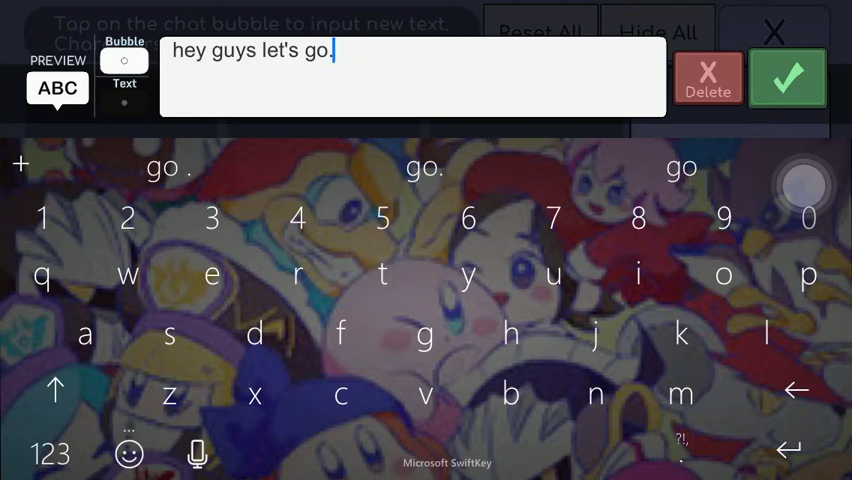 Tap on the chat bubble to input new text.
Reset All
Hide All
X
Bubble
PREVIEW
ABC
Text
hey guys let's go.
X
Delete
+
go .
go.
go
1 2 3 4 5 6 7 8 9 0
q w e r t y u i o p
a s d f g h j k l
z x c v b n m
123
?!,
.
Microsoft SwiftKey